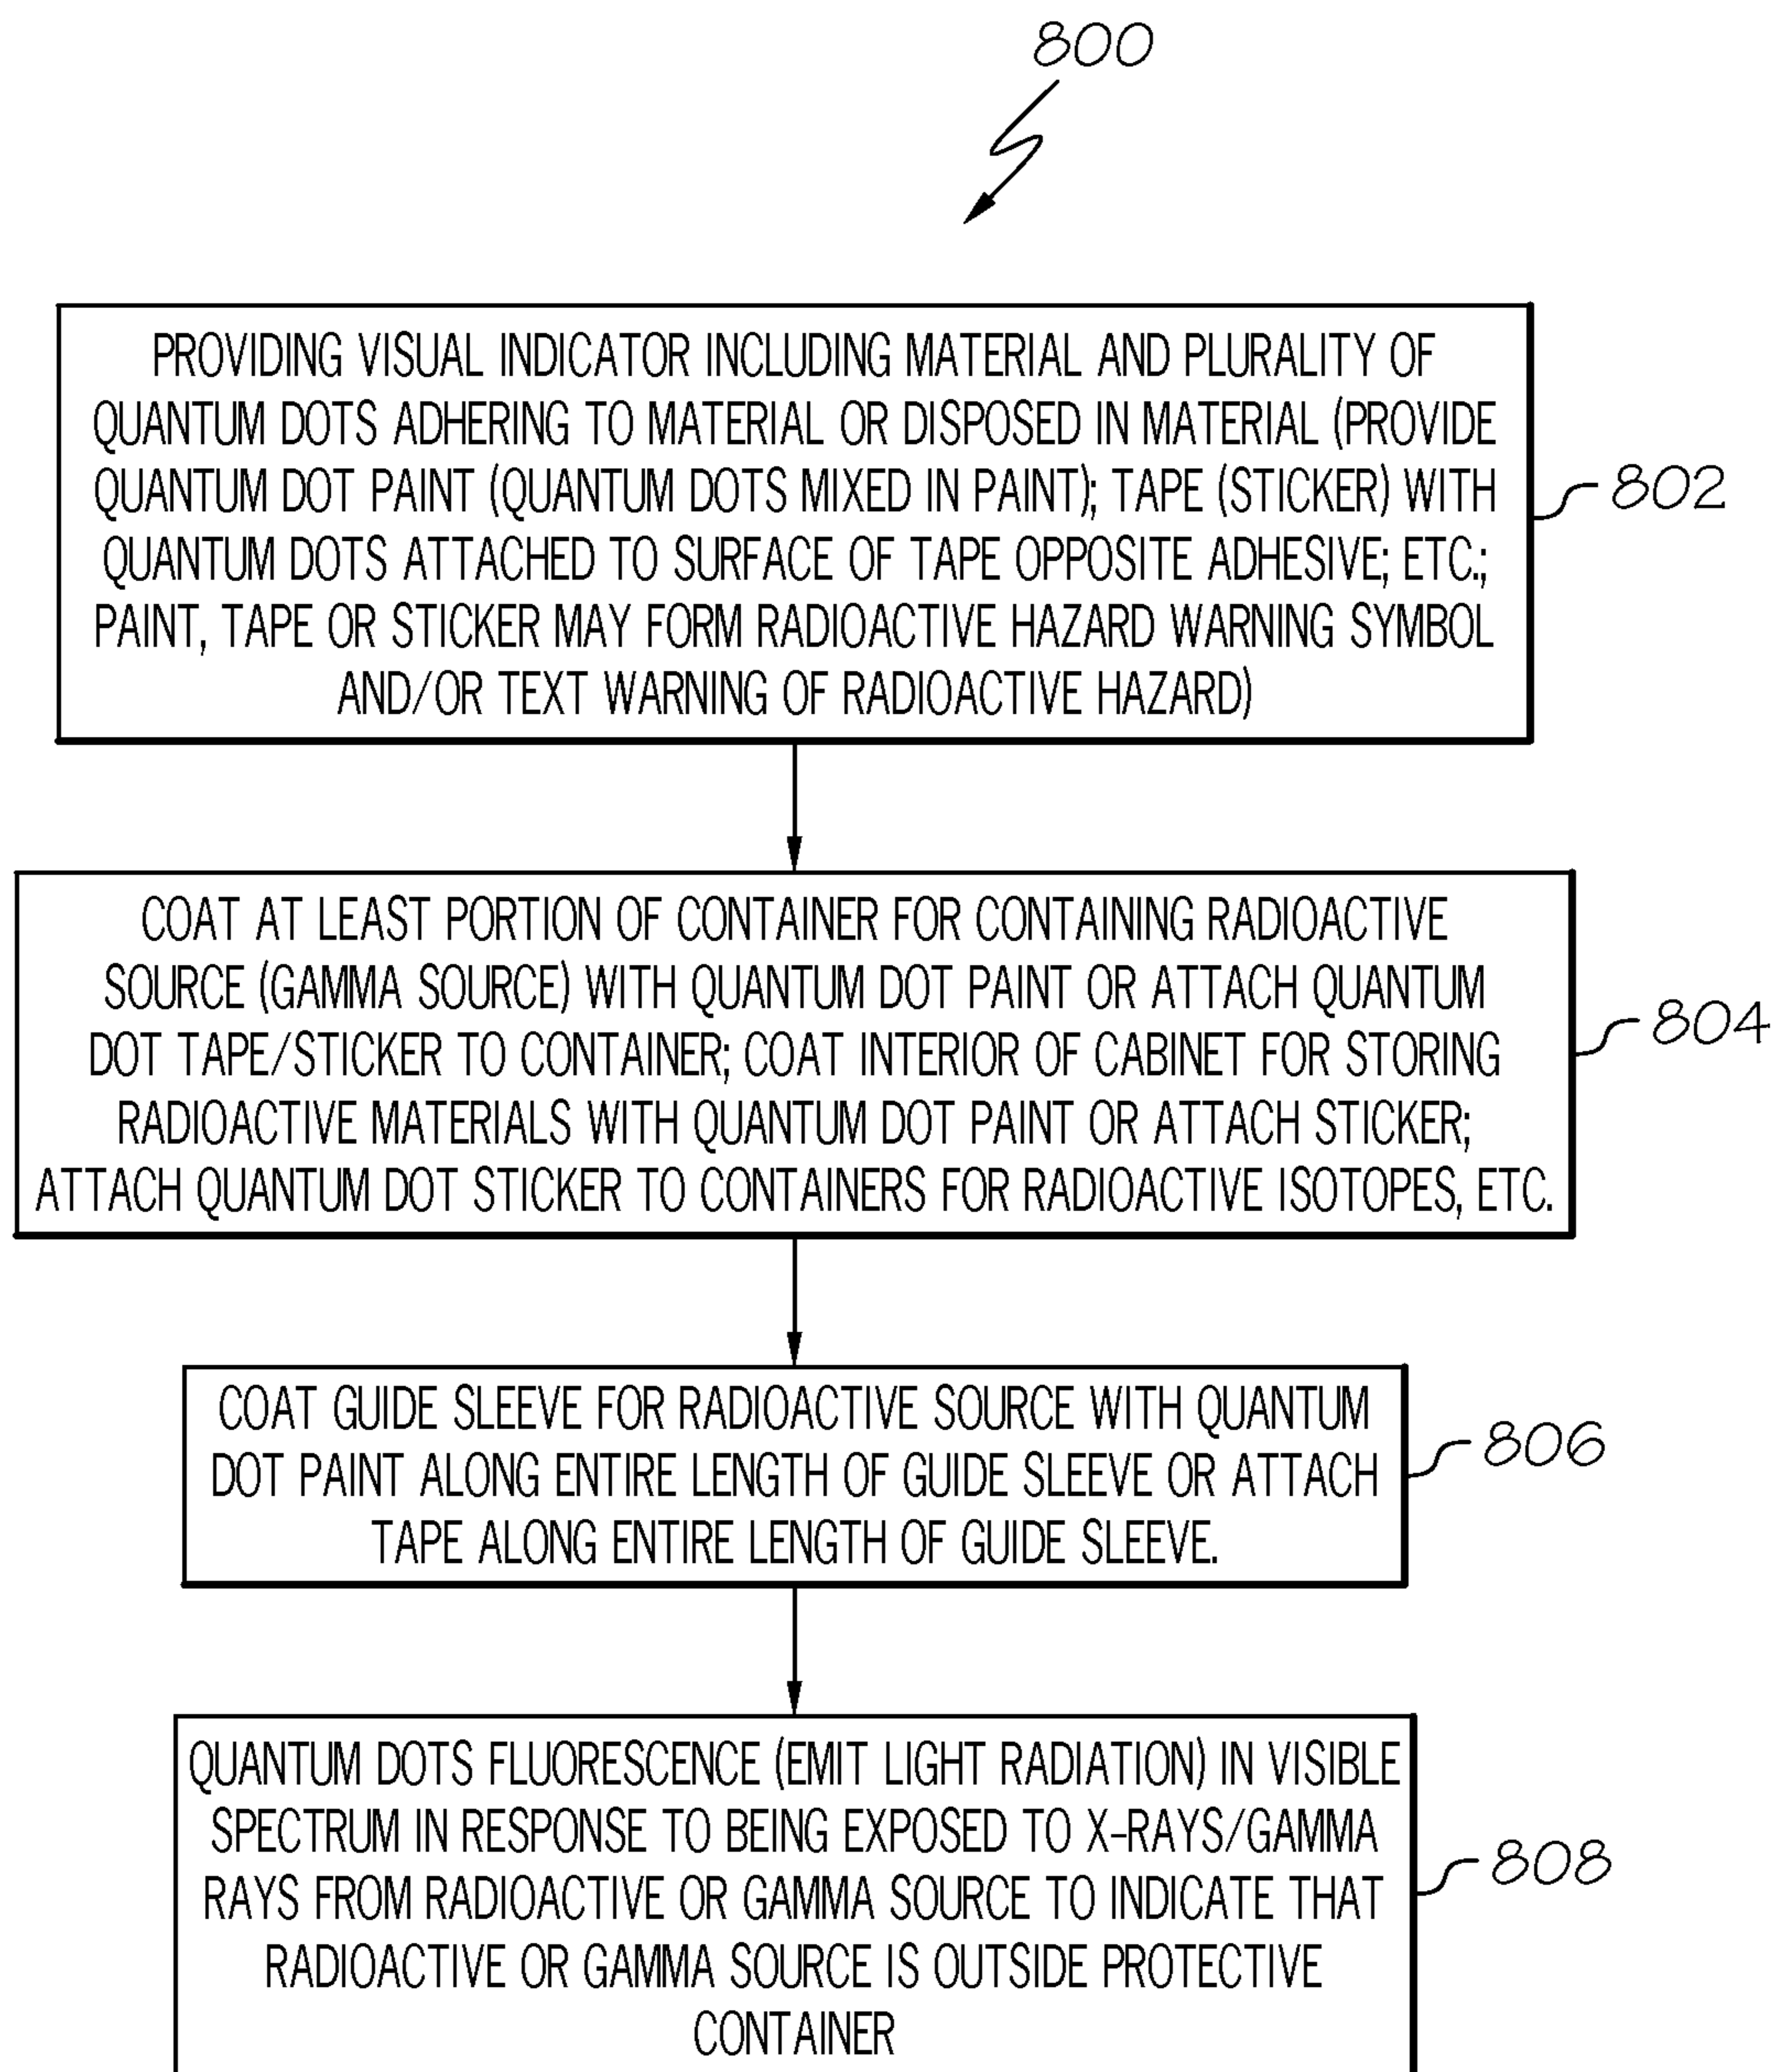 800
PROVIDING VISUAL INDICATOR INCLUDING MATERIAL AND PLURALITY OF
QUANTUM DOTS ADHERING TO MATERIAL OR DISPOSED IN MATERIAL (PROVIDE
QUANTUM DOT PAINT (QUANTUM DOTS MIXED IN PAINT); TAPE (STICKER) WITH
QUANTUM DOTS ATTACHED TO SURFACE OF TAPE OPPOSITE ADHESIVE; ETC.;
PAINT, TAPE OR STICKER MAY FORM RADIOACTIVE HAZARD WARNING SYMBOL
AND/OR TEXT WARNING OF RADIOACTIVE HAZARD)
802
COAT AT LEAST PORTION OF CONTAINER FOR CONTAINING RADIOACTIVE
SOURCE (GAMMA SOURCE) WITH QUANTUM DOT PAINT OR ATTACH QUANTUM
DOT TAPE/STICKER TO CONTAINER; COAT INTERIOR OF CABINET FOR STORING
RADIOACTIVE MATERIALS WITH QUANTUM DOT PAINT OR ATTACH STICKER;
ATTACH QUANTUM DOT STICKER TO CONTAINERS FOR RADIOACTIVE ISOTOPES, ETC.
804
COAT GUIDE SLEEVE FOR RADIOACTIVE SOURCE WITH QUANTUM
DOT PAINT ALONG ENTIRE LENGTH OF GUIDE SLEEVE OR ATTACH
TAPE ALONG ENTIRE LENGTH OF GUIDE SLEEVE.
806
QUANTUM DOTS FLUORESCENCE (EMIT LIGHT RADIATION) IN VISIBLE
SPECTRUM IN RESPONSE TO BEING EXPOSED TO X-RAYS/GAMMA
RAYS FROM RADIOACTIVE OR GAMMA SOURCE TO INDICATE THAT
RADIOACTIVE OR GAMMA SOURCE IS OUTSIDE PROTECTIVE
CONTAINER
808